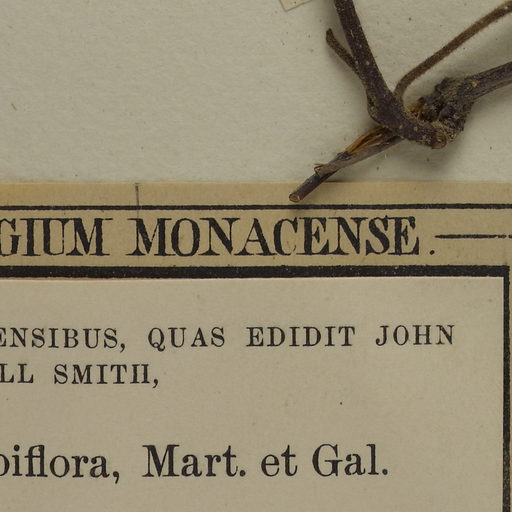 GIUM MONACENSE.
ENSIBUS, QUAS EDIDIT JOHN
LL SMITH,
biflora, Mart. et Gal.